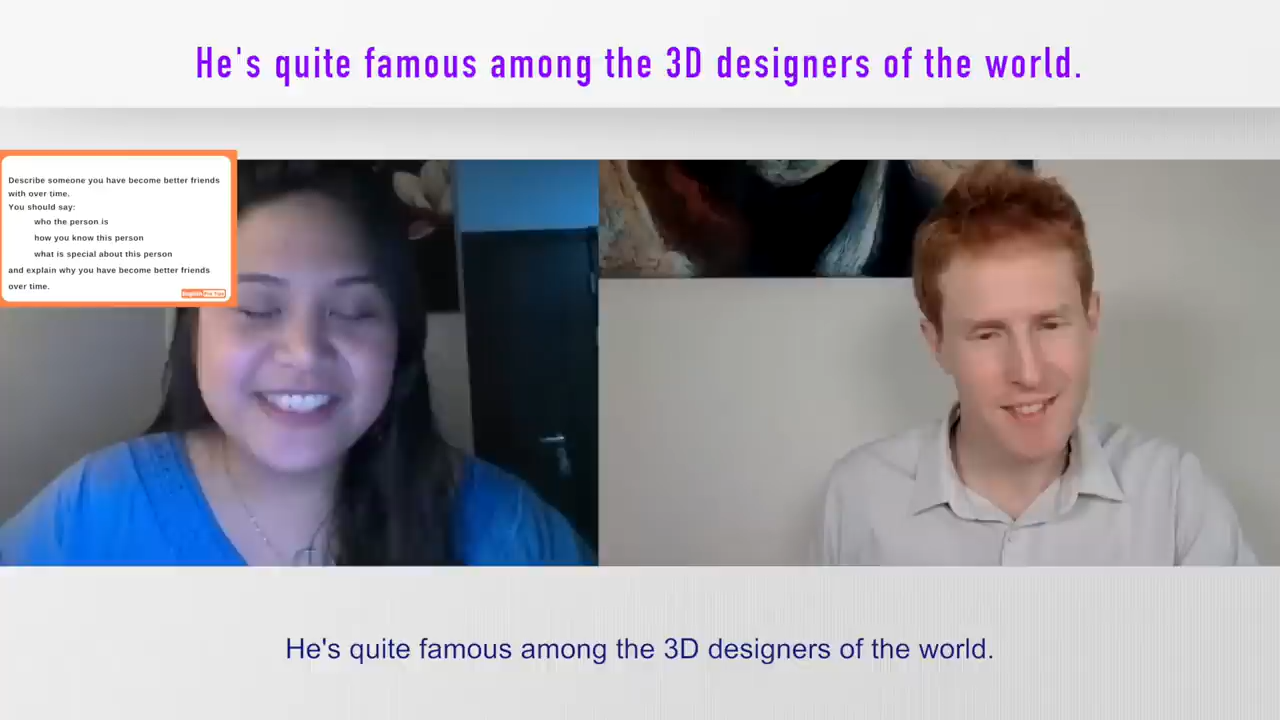 He's quite famous among the 3D designers of the world.
Describe someone you have become better friends
with over time.
You should say:
who the person is
how you know this person
what is special about this person
and explain why you have become better friends
over time.
English Pro Tips
He's quite famous among the 3D designers of the world.